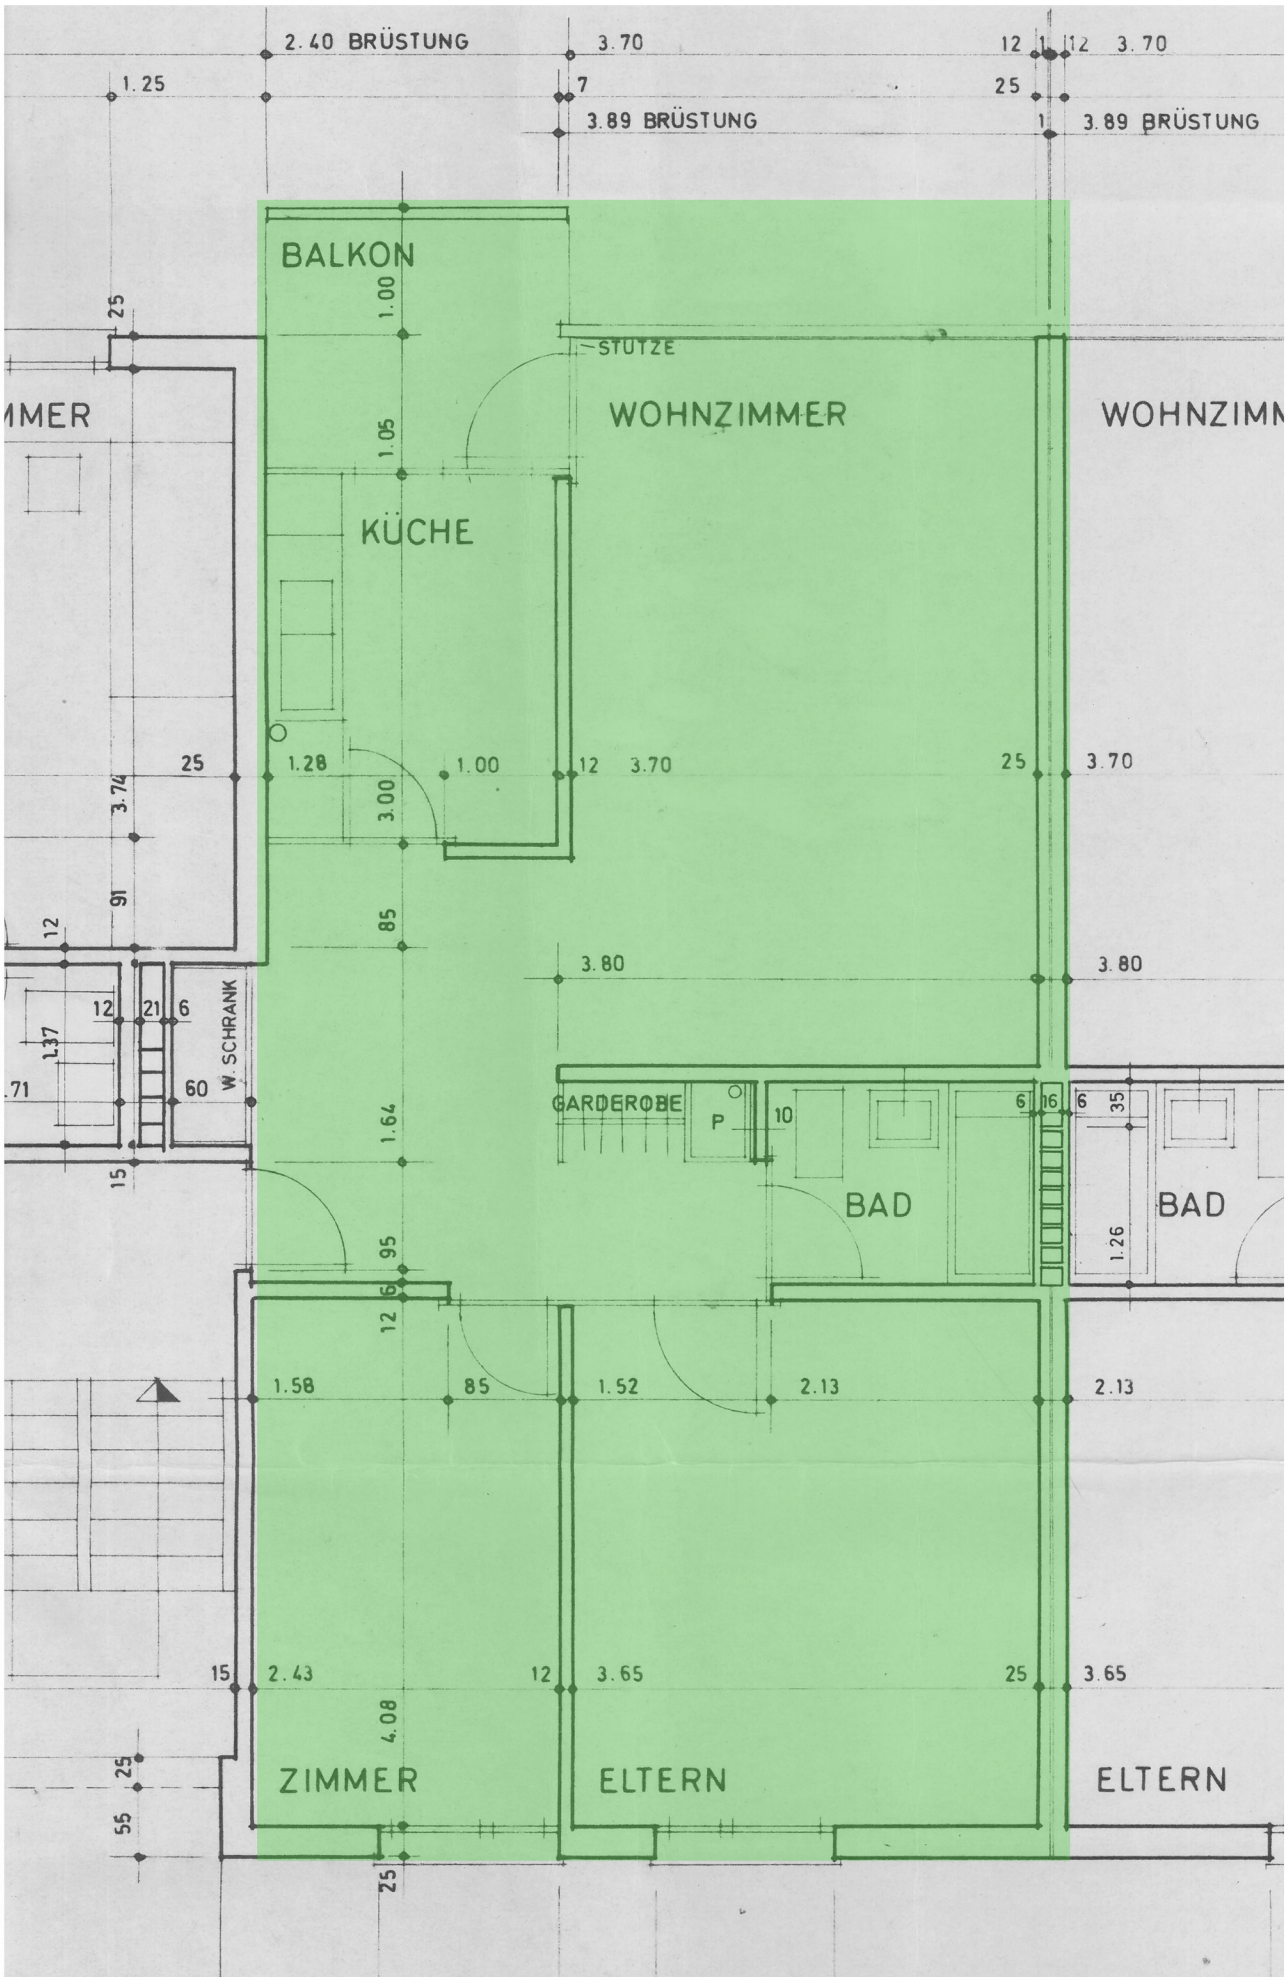 2.40 BRÜSTUNG 3.70 12 1 12 3.70
1.25 7 25
3.89 BRÜSTUNG 1 3.89 BRÜSTUNG
BALKON
25 1.00
STÜTZE
MMER WOHNZIMMER WOHNZIMM
1.05
KÜCHE
25 1.28 1.00 12 3.70 25 3.70
3.74 3.00
91 85
12
3.80 3.80
12 21 6 W. SCHRANK
1.37
.71 60 GARDEROBE P 10 6 16 6 35
1.64
15 BAD BAD
95 1.26
6
12
1.58 85 1.52 2.13 2.13
15 2.43 12 3.65 25 3.65
4.08
25 ZIMMER ELTERN ELTERN
55
25